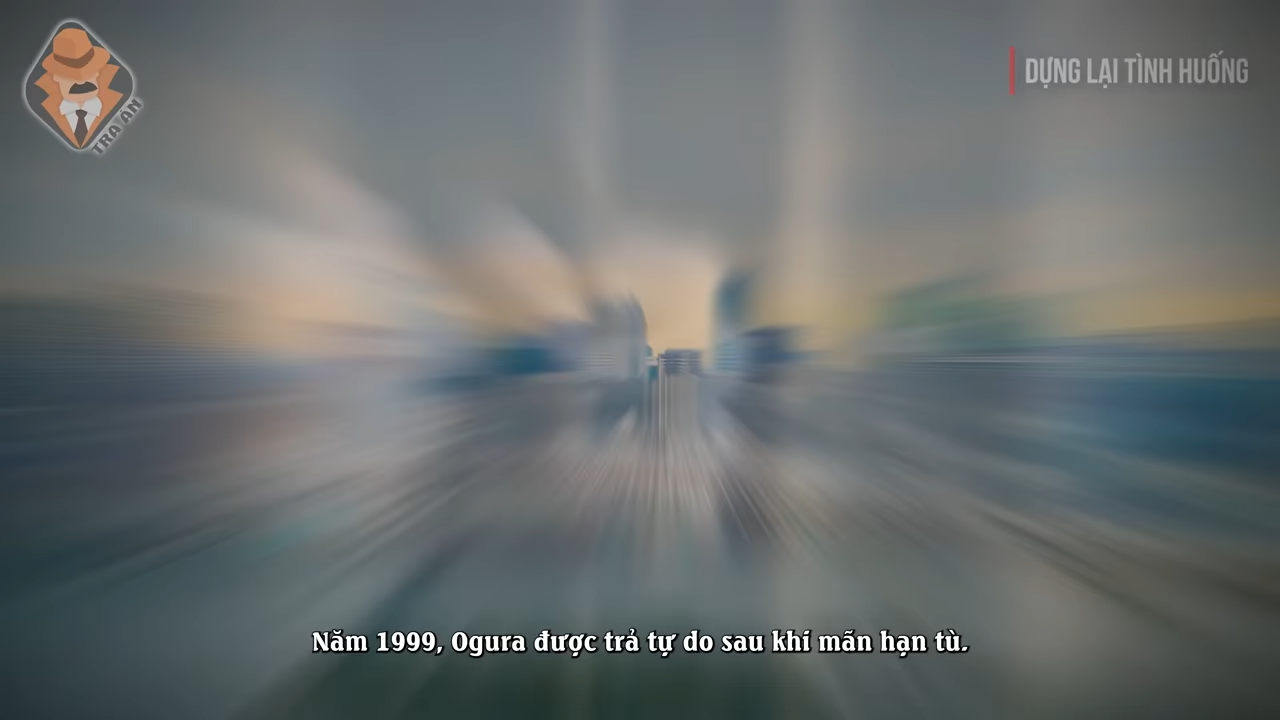 TRA ÁN
DỰNG LẠI TÌNH HUỐNG
Năm 1999, Ogura được trả tự do sau khi mãn hạn tù.